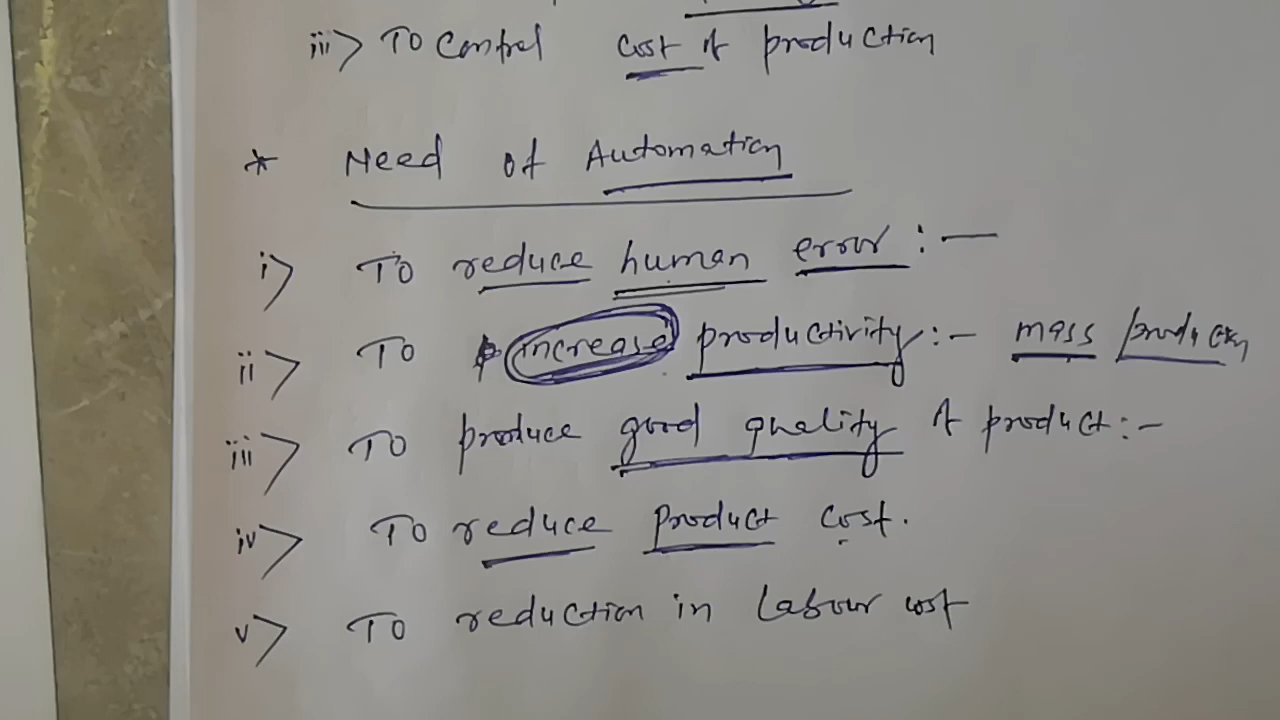 iii> To control cost of production
* Need of Automation
i> To reduce human error :-
ii> To increase productivity :- mass production
iii> To produce good quality of product :-
iv> To reduce product cost.
v> To reduction in Labour cost